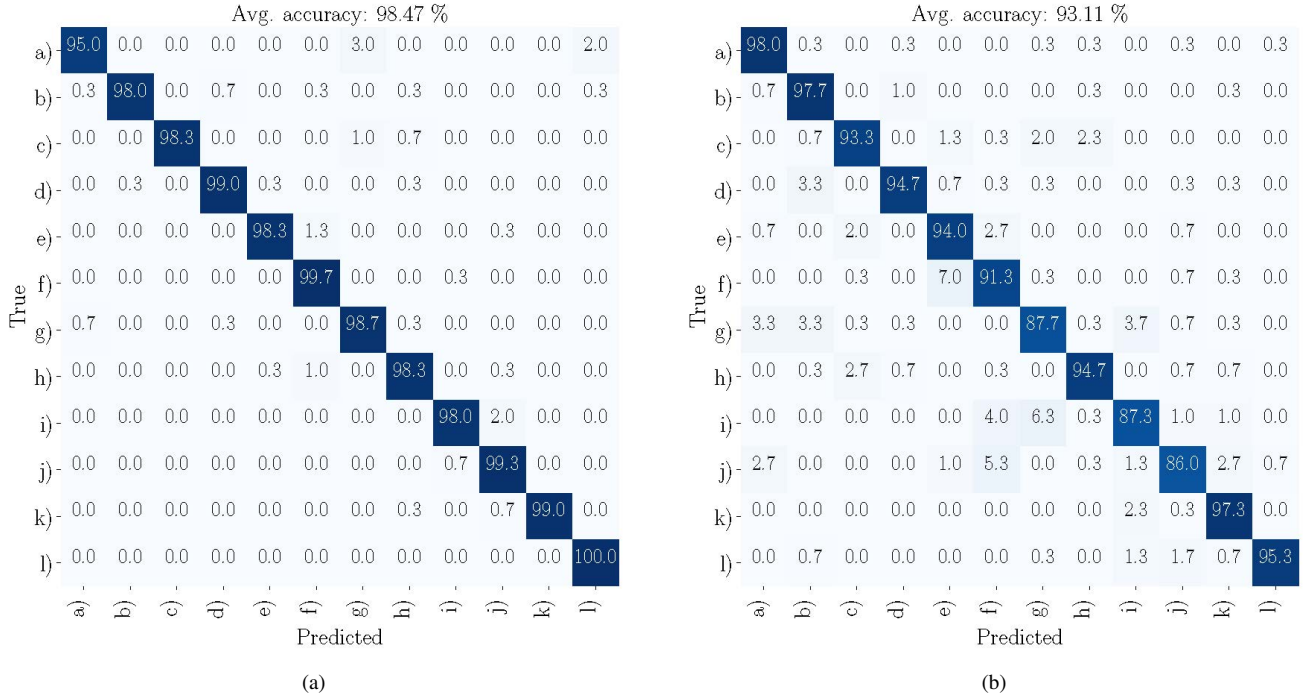 Avg. accuracy: 98.47 %
a) 95.0 0.0 0.0 0.0 0.0 0.0 3.0 0.0 0.0 0.0 0.0 2.0
b) 0.3 98.0 0.0 0.7 0.0 0.3 0.0 0.3 0.0 0.0 0.0 0.3
c) 0.0 0.0 98.3 0.0 0.0 0.0 1.0 0.7 0.0 0.0 0.0 0.0
d) 0.0 0.3 0.0 99.0 0.3 0.0 0.0 0.3 0.0 0.0 0.0 0.0
e) 0.0 0.0 0.0 0.0 98.3 1.3 0.0 0.0 0.0 0.3 0.0 0.0
f) 0.0 0.0 0.0 0.0 0.0 99.7 0.0 0.0 0.3 0.0 0.0 0.0
g) 0.7 0.0 0.0 0.3 0.0 0.0 98.7 0.3 0.0 0.0 0.0 0.0
h) 0.0 0.0 0.0 0.0 0.3 1.0 0.0 98.3 0.0 0.3 0.0 0.0
i) 0.0 0.0 0.0 0.0 0.0 0.0 0.0 0.0 98.0 2.0 0.0 0.0
j) 0.0 0.0 0.0 0.0 0.0 0.0 0.0 0.0 0.7 99.3 0.0 0.0
k) 0.0 0.0 0.0 0.0 0.0 0.0 0.0 0.3 0.0 0.7 99.0 0.0
l) 0.0 0.0 0.0 0.0 0.0 0.0 0.0 0.0 0.0 0.0 0.0 100.0
True
a) b) c) d) e) f) g) h) i) j) k) l)
Predicted
(a)
Avg. accuracy: 93.11 %
a) 98.0 0.3 0.0 0.3 0.0 0.3 0.3 0.3 0.0 0.3 0.0 0.3
b) 0.7 97.7 0.0 1.0 0.0 0.0 0.0 0.3 0.0 0.0 0.3 0.0
c) 0.0 0.7 93.3 0.0 1.3 0.3 2.0 2.3 0.0 0.0 0.0 0.0
d) 0.0 3.3 0.0 94.7 0.7 0.3 0.3 0.0 0.0 0.3 0.3 0.0
e) 0.7 0.0 2.0 0.0 94.0 2.7 0.0 0.0 0.0 0.7 0.0 0.0
f) 0.0 0.0 0.3 0.0 7.0 91.3 0.3 0.0 0.0 0.7 0.3 0.0
g) 3.3 3.3 0.3 0.3 0.0 0.0 87.7 0.3 3.7 0.7 0.3 0.0
h) 0.0 0.3 2.7 0.7 0.0 0.3 0.0 94.7 0.0 0.7 0.7 0.0
i) 0.0 0.0 0.0 0.0 0.0 4.0 6.3 0.3 87.3 1.0 1.0 0.0
j) 2.7 0.0 0.0 0.0 1.0 5.3 0.0 0.3 1.3 86.0 2.7 0.7
k) 0.0 0.0 0.0 0.0 0.0 0.0 0.0 0.0 2.3 0.3 97.3 0.0
l) 0.0 0.7 0.0 0.0 0.0 0.0 0.3 0.0 1.3 1.7 0.7 95.3
True
a) b) c) d) e) f) g) h) i) j) k) l)
Predicted
(b)